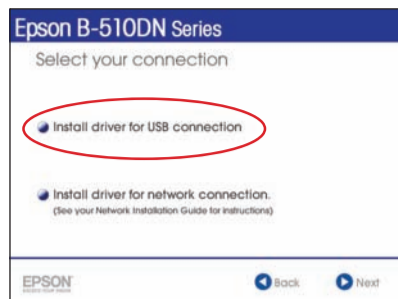 Epson B-510DN Series
Select your connection
Install driver for USB connection
Install driver for network connection.
(See your Network Installation Guide for instructions)
EPSON
Back Next